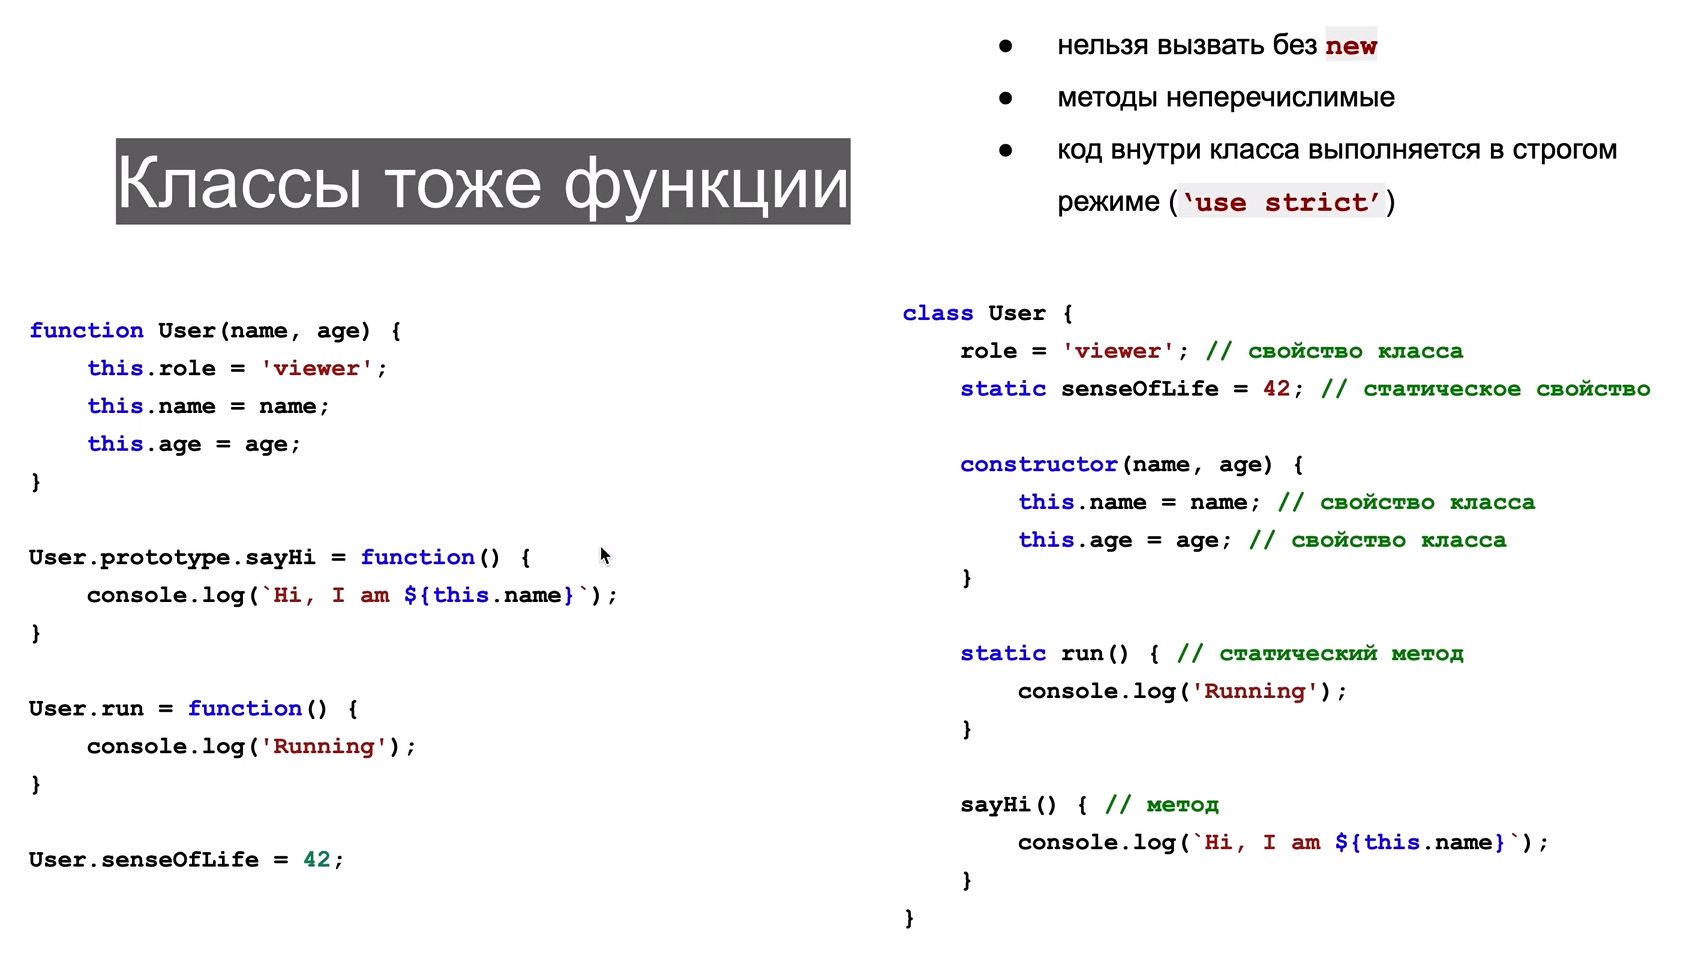 Классы тоже функции
● нельзя вызвать без new
● методы неперечислимые
● код внутри класса выполняется в строгом
режиме (‘use strict’)
function User(name, age) {
    this.role = 'viewer';
    this.name = name;
    this.age = age;
}
User.prototype.sayHi = function() {
    console.log(`Hi, I am ${this.name}`);
}
User.run = function() {
    console.log('Running');
}
User.senseOfLife = 42;
class User {
    role = 'viewer'; // свойство класса
    static senseOfLife = 42; // статическое свойство
    constructor(name, age) {
        this.name = name; // свойство класса
        this.age = age; // свойство класса
    }
    static run() { // статический метод
        console.log('Running');
    }
    sayHi() { // метод
        console.log(`Hi, I am ${this.name}`);
    }
}